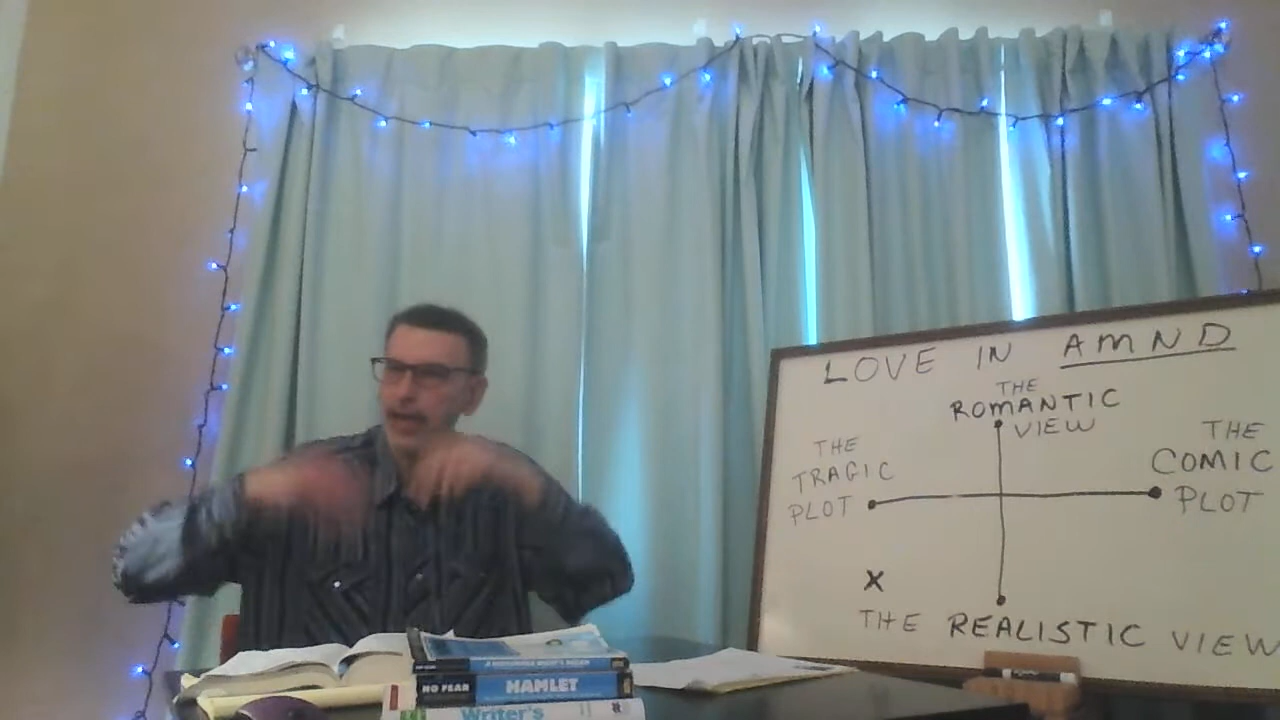 LOVE IN AMND
THE
ROMANTIC
VIEW
THE
TRAGIC
PLOT
THE
COMIC
PLOT
X
THE REALISTIC VIEW
NO FEAR HAMLET
Writer's